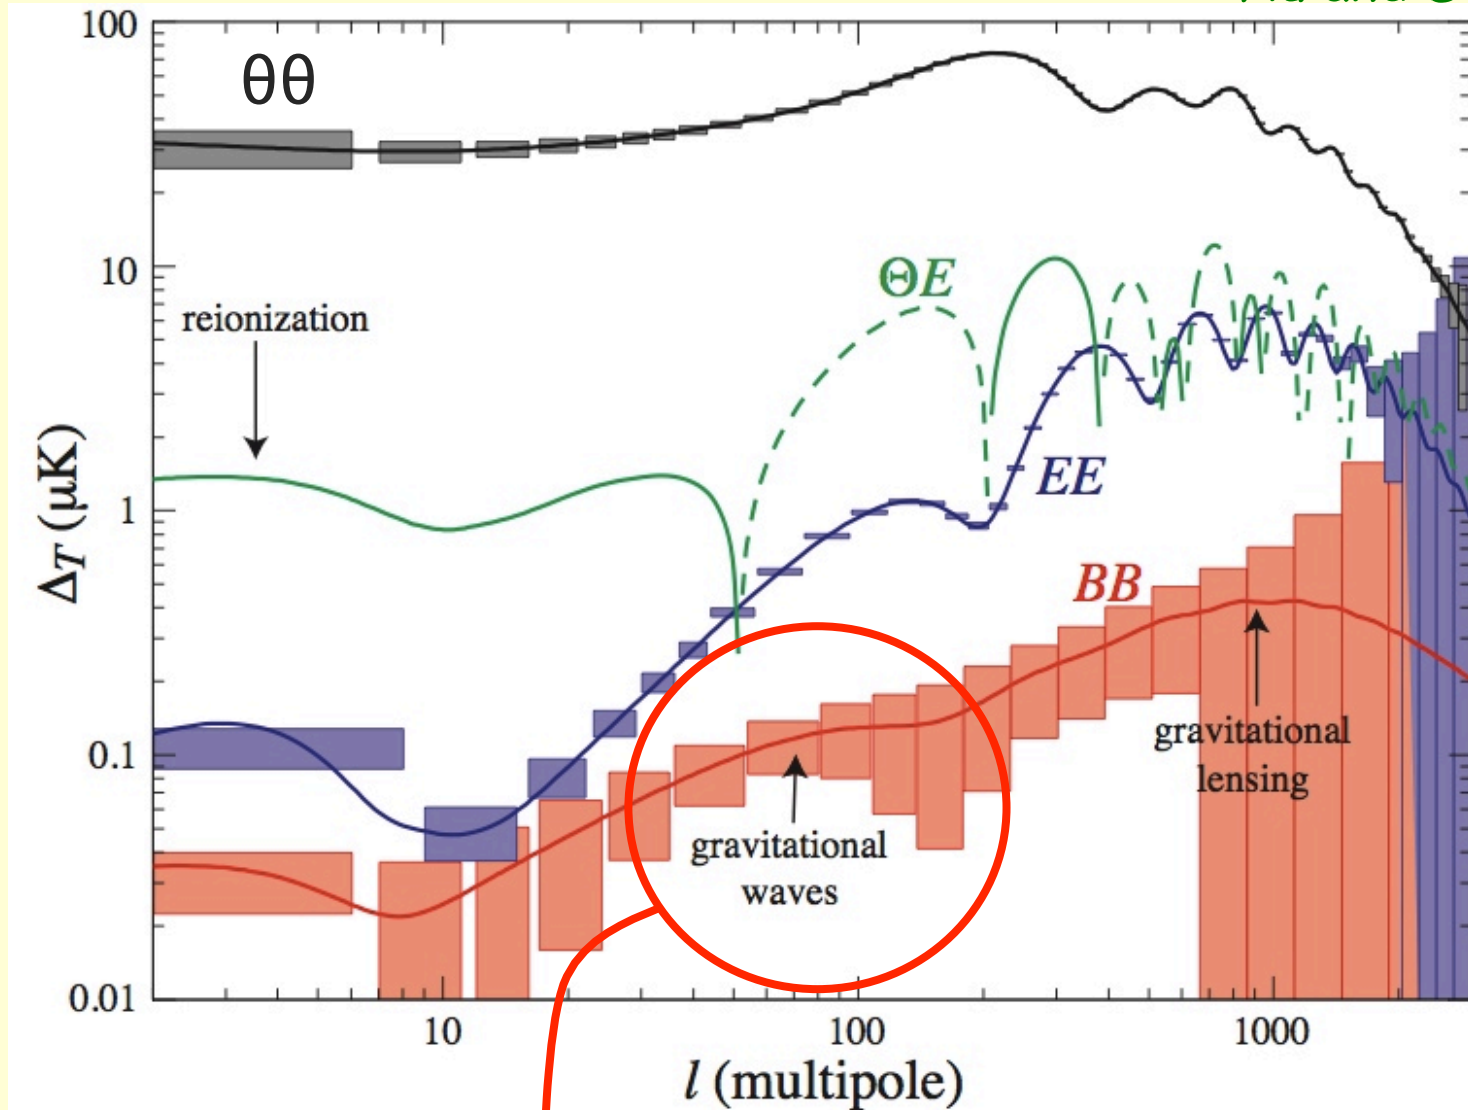 100
θθ
10
ΘE
reionization
EE
Δ_T (μK)
1
BB
gravitational
lensing
0.1
gravitational
waves
0.01
10
100
1000
l (multipole)